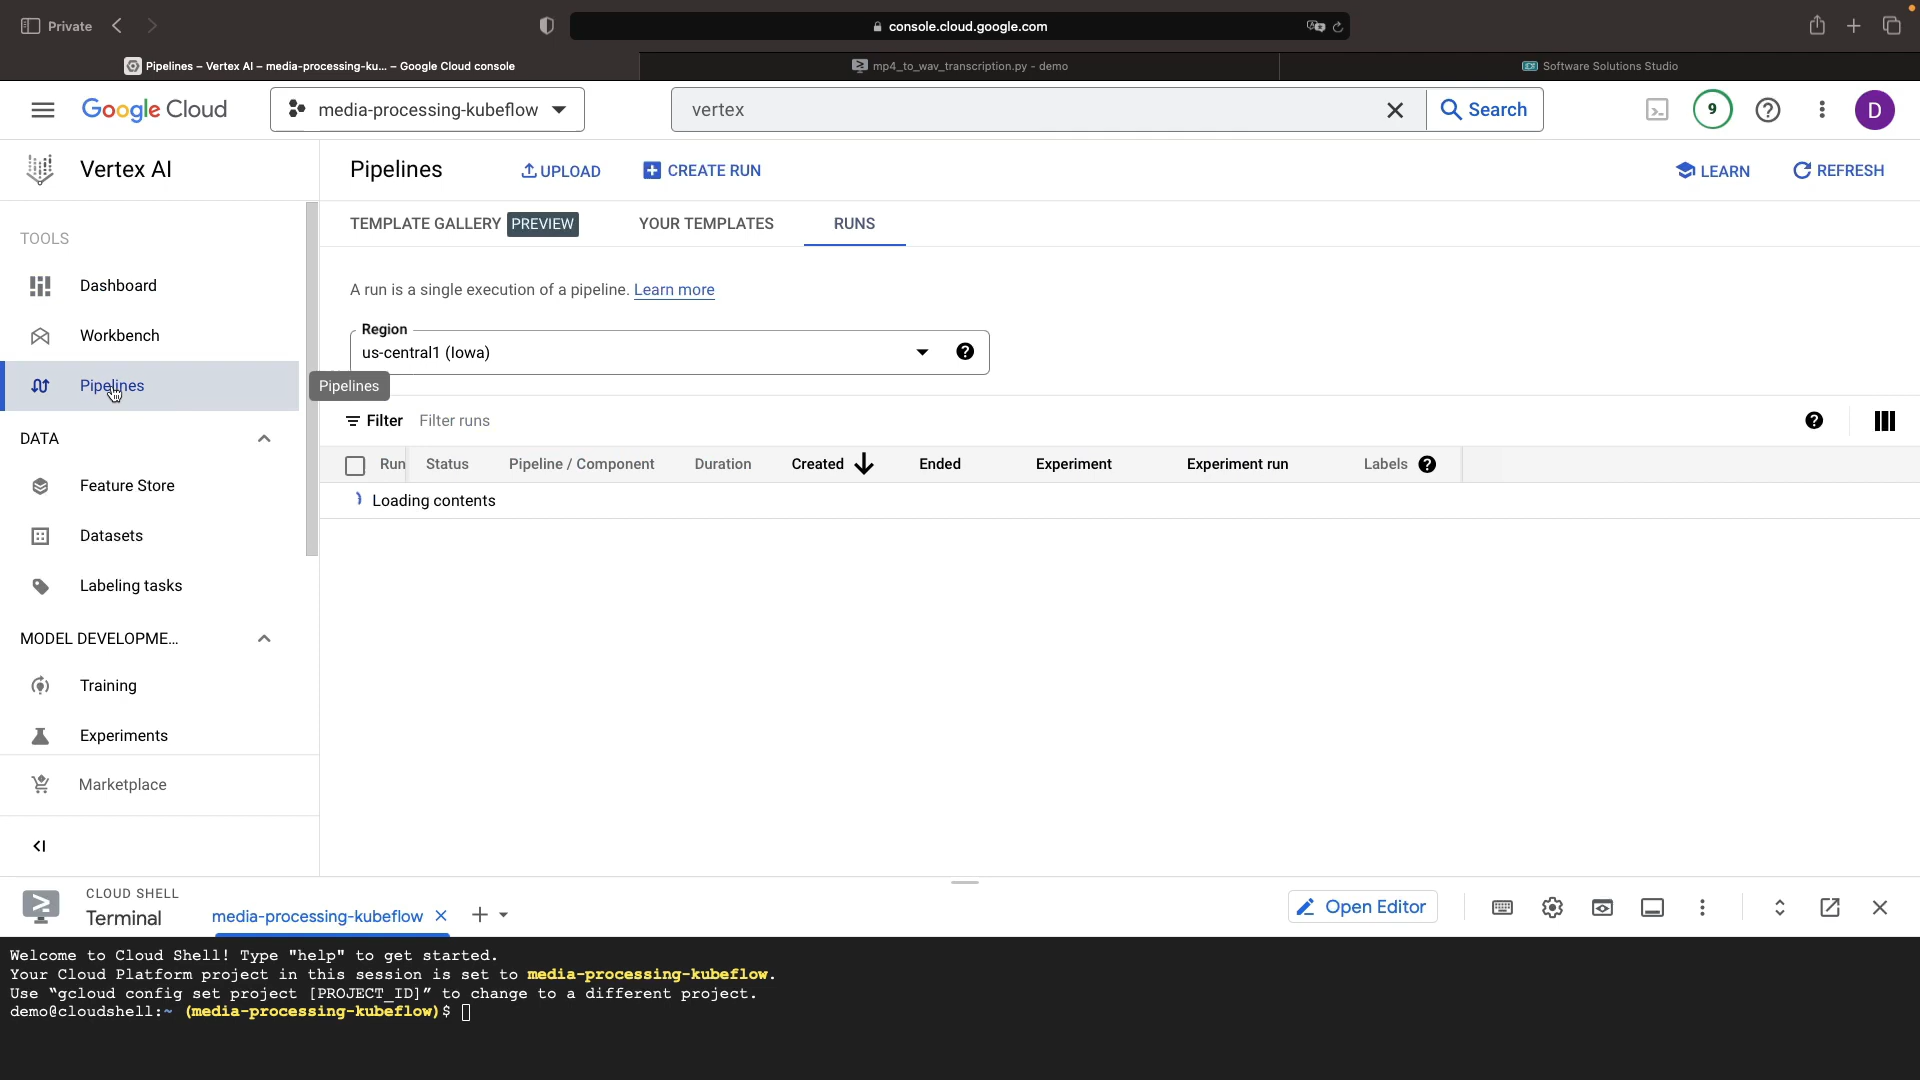 Private
console.cloud.google.com
Pipelines – Vertex AI – media-processing-ku... – Google Cloud console
mp4_to_wav_transcription.py - demo
Software Solutions Studio
Google Cloud
media-processing-kubeflow
vertex
Search
9
D
Vertex AI
Pipelines
UPLOAD
CREATE RUN
LEARN
REFRESH
TEMPLATE GALLERY PREVIEW
YOUR TEMPLATES
RUNS
TOOLS
Dashboard
Workbench
Pipelines
Pipelines
DATA
Feature Store
Datasets
Labeling tasks
MODEL DEVELOPME...
Training
Experiments
Marketplace
A run is a single execution of a pipeline. Learn more
Region
us-central1 (Iowa)
Filter Filter runs
Run Status Pipeline / Component Duration Created Ended Experiment Experiment run Labels
Loading contents
CLOUD SHELL
Terminal
media-processing-kubeflow
Open Editor
Welcome to Cloud Shell! Type "help" to get started.
Your Cloud Platform project in this session is set to media-processing-kubeflow.
Use “gcloud config set project [PROJECT_ID]” to change to a different project.
demo@cloudshell:~ (media-processing-kubeflow)$